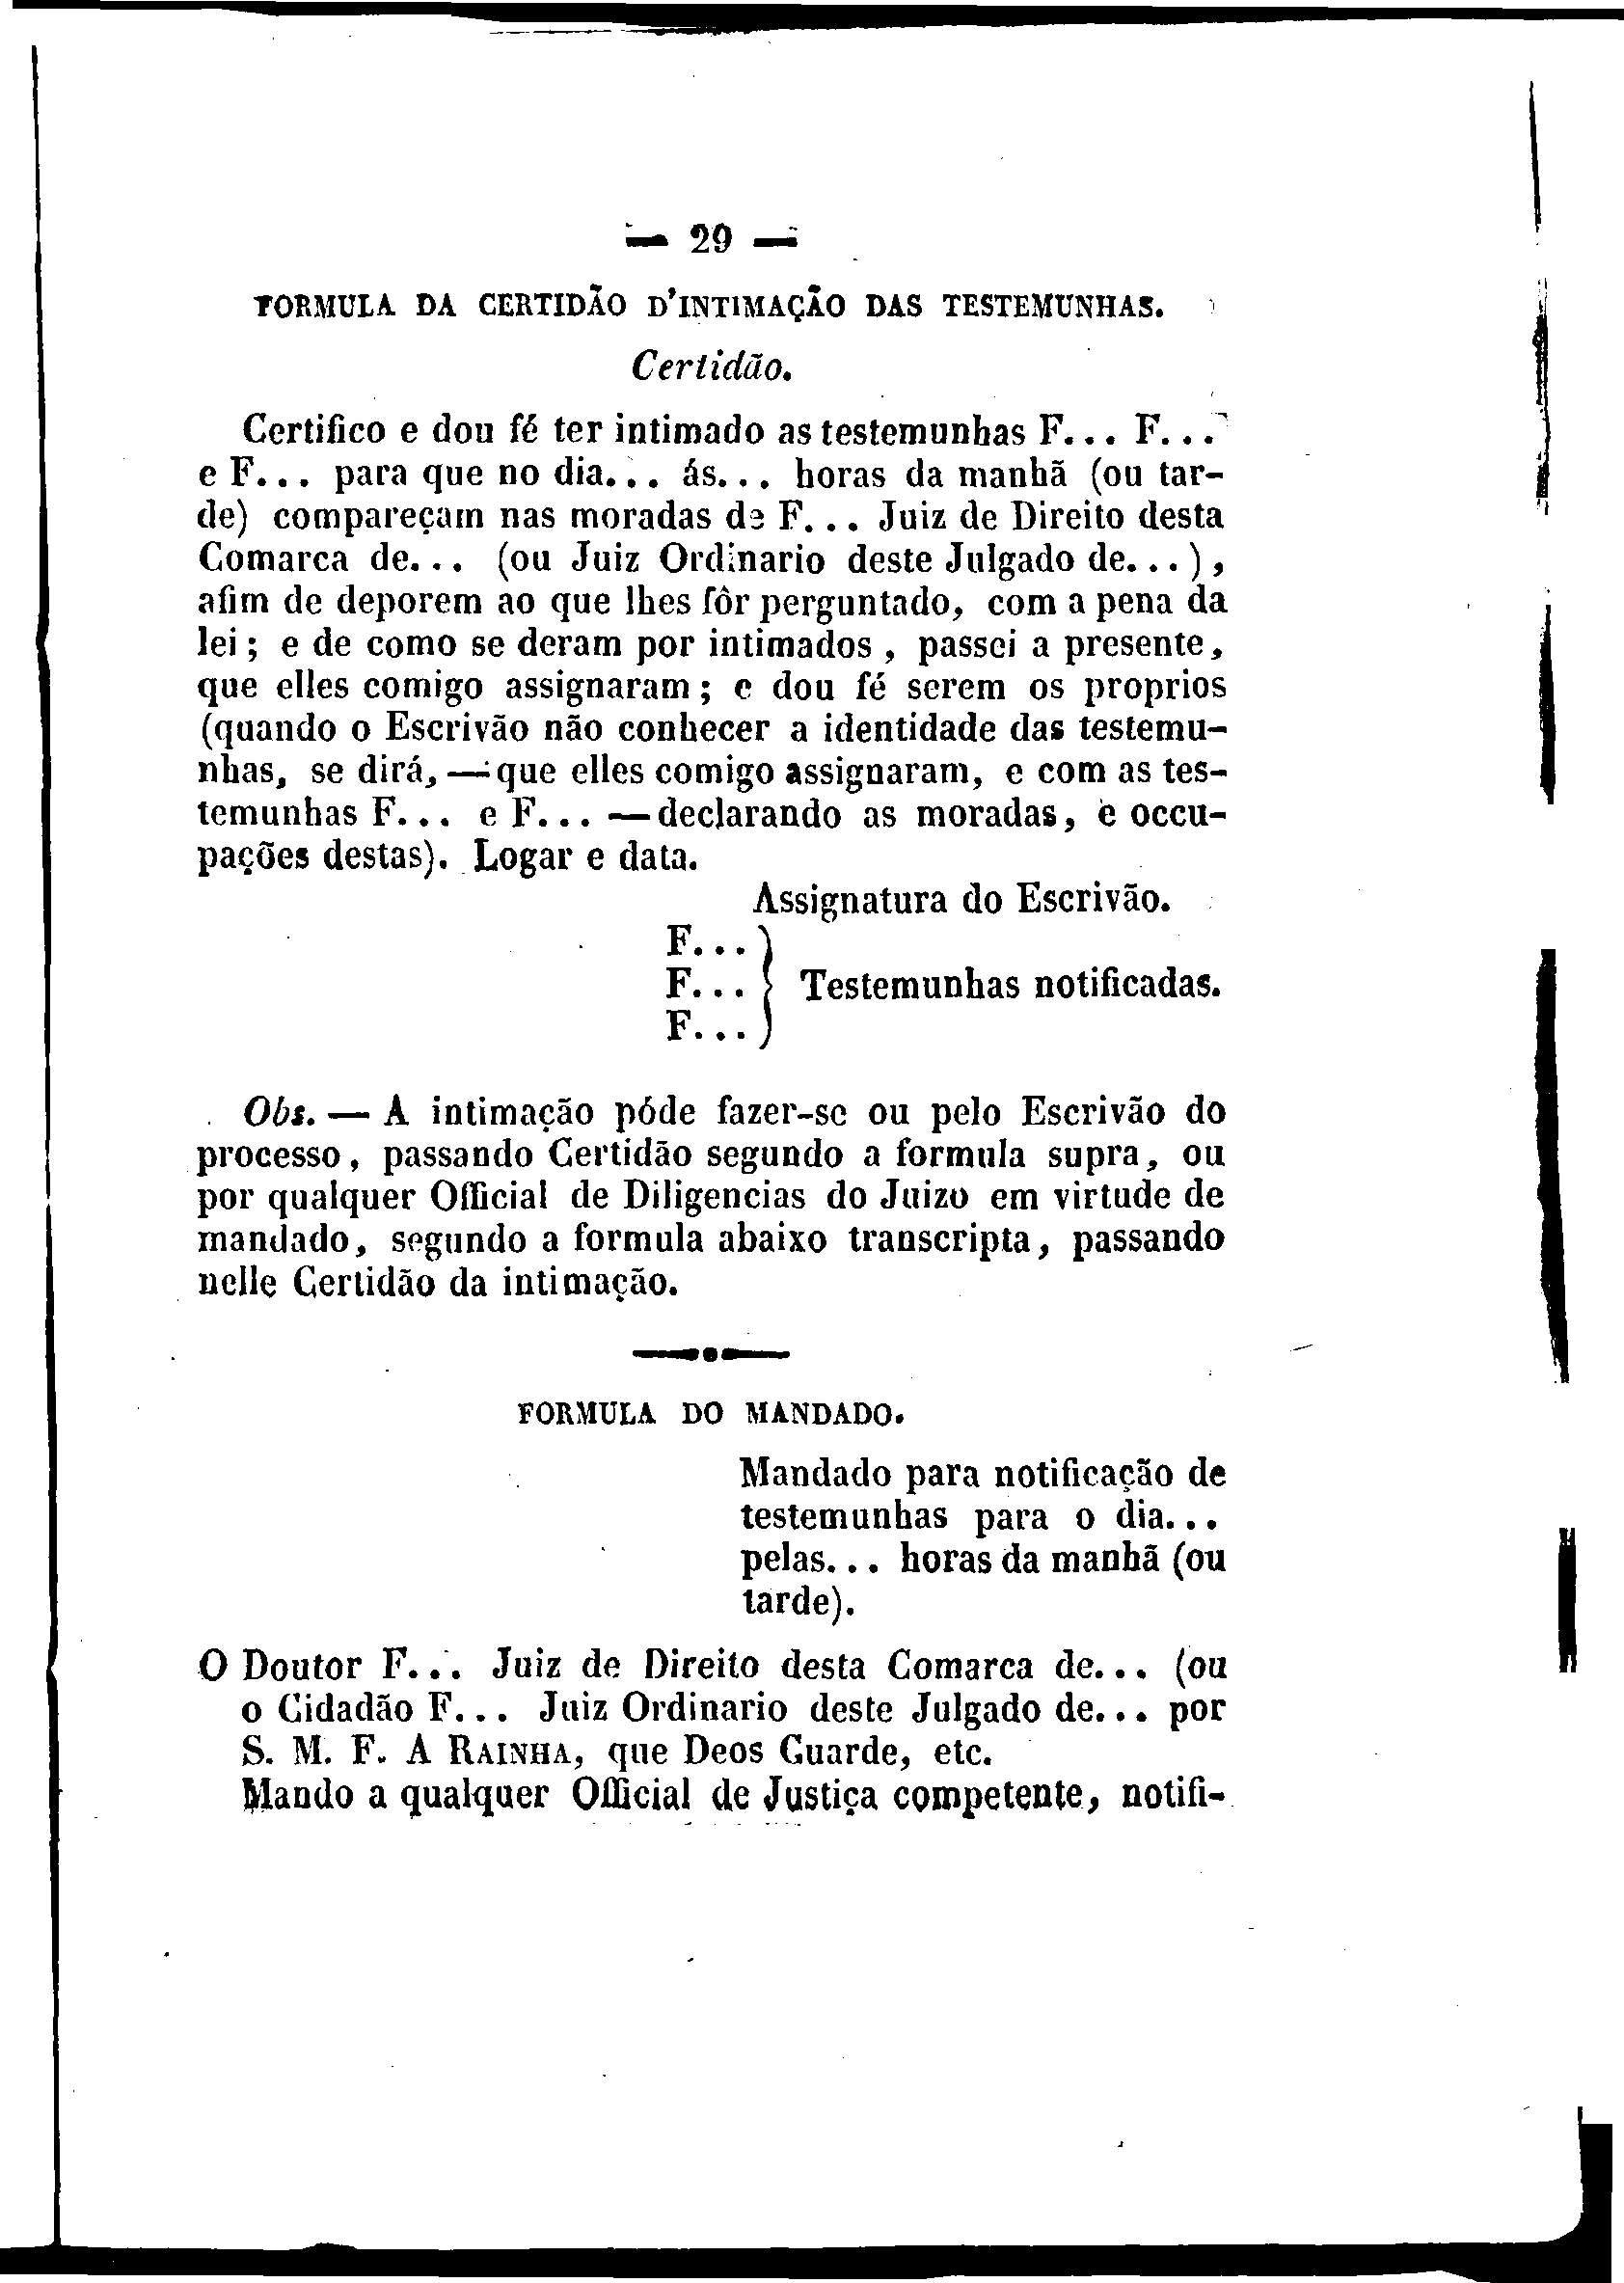 — 29 —
FORMULA DA CERTIDÃO D'INTIMAÇÃO DAS TESTEMUNHAS.
Certidão.
Certifico e dou fé ter intimado as testemunhas F... F...
e F... para que no dia... ás... horas da manhã (ou tar-
de) compareçam nas moradas de F... Juiz de Direito desta
Comarca de... (ou Juiz Ordinario deste Julgado de...),
afim de deporem ao que lhes fôr perguntado, com a pena da
lei; e de como se deram por intimados, passei a presente,
que elles comigo assignaram; e dou fé serem os proprios
(quando o Escrivão não conhecer a identidade das testemu-
nhas, se dirá, — que elles comigo assignaram, e com as tes-
temunhas F... e F... — declarando as moradas, e occu-
pações destas). Logar e data.
Assignatura do Escrivão.
F...
F... } Testemunhas notificadas.
F...
Obs. — A intimação póde fazer-se ou pelo Escrivão do
processo, passando Certidão segundo a formula supra, ou
por qualquer Official de Diligencias do Juizo em virtude de
mandado, segundo a formula abaixo transcripta, passando
nelle Certidão da intimação.
FORMULA DO MANDADO.
Mandado para notificação de
testemunhas para o dia...
pelas... horas da manhã (ou
tarde).
O Doutor F... Juiz de Direito desta Comarca de... (ou
o Cidadão F... Juiz Ordinario deste Julgado de... por
S. M. F. A RAINHA, que Deos Guarde, etc.
Mando a qualquer Official de Justiça competente, notifi-